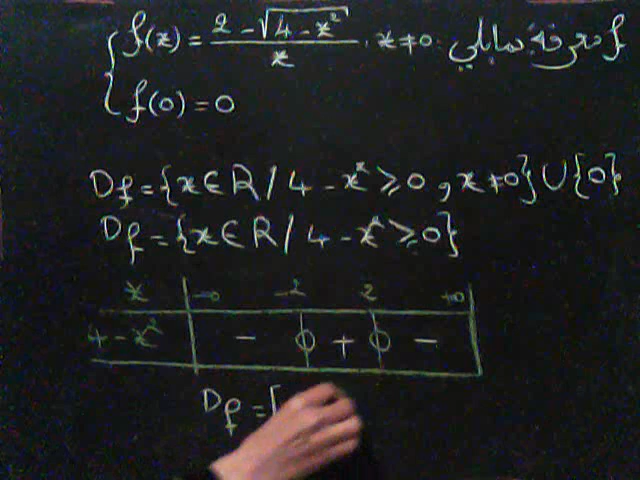 f معرفة بمايلي: f(x) = (2 - √(4 - x²)) / x , x ≠ 0
f(0) = 0
Df = {x ∈ R / 4 - x² ≥ 0 , x ≠ 0} ∪ {0}
Df = {x ∈ R / 4 - x² ≥ 0}
x -∞ -2 2 +∞
4 - x² - 0 + 0 -
Df = [